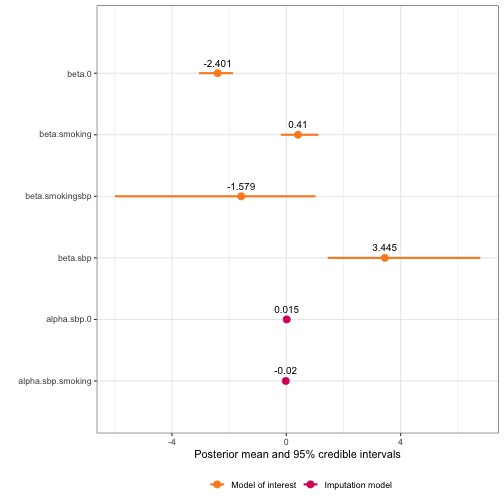 -2.401
beta.0
0.41
beta.smoking
-1.579
beta.smokingsbp
3.445
beta.sbp
0.015
alpha.sbp.0
-0.02
alpha.sbp.smoking
-4 0 4
Posterior mean and 95% credible intervals
Model of interest Imputation model